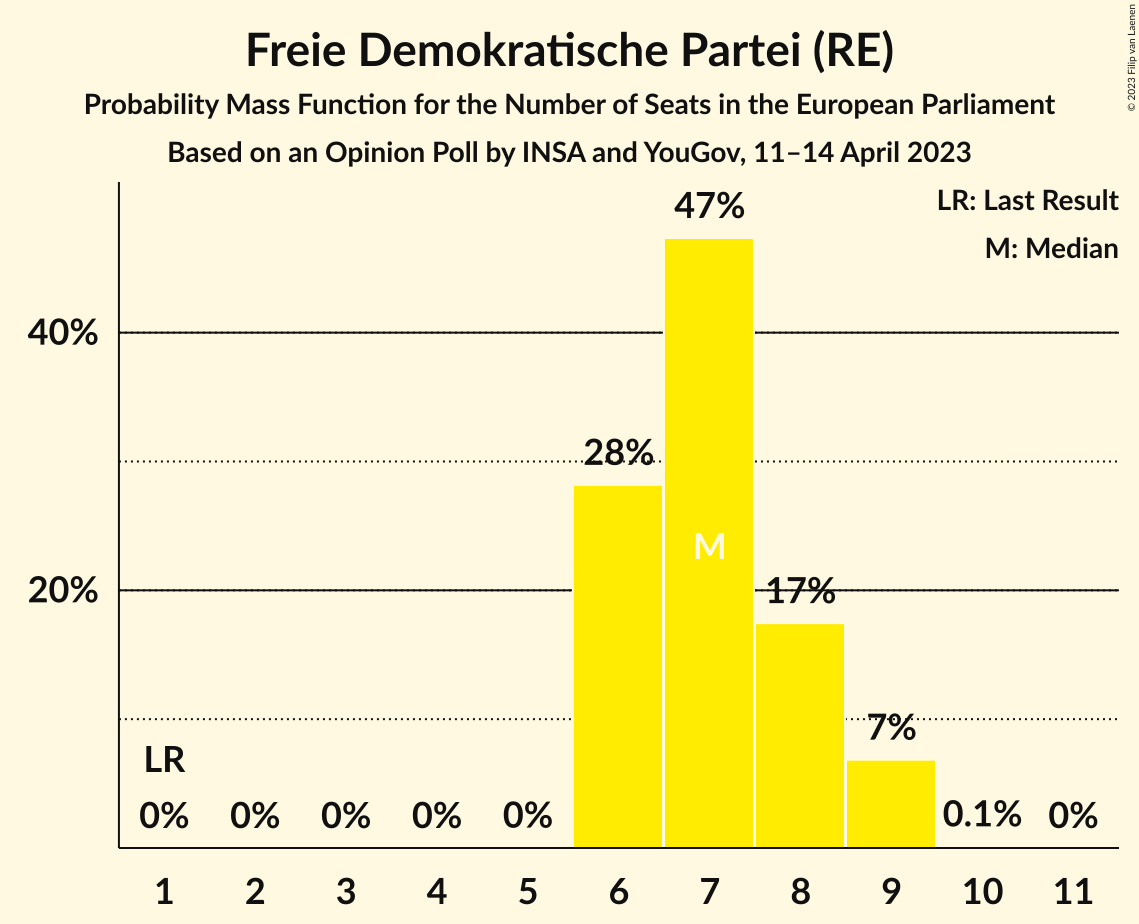 Freie Demokratische Partei (RE)
Probability Mass Function for the Number of Seats in the European Parliament
Based on an Opinion Poll by INSA and YouGov, 11–14 April 2023
© 2023 Filip van Laenen
LR: Last Result
M: Median
47%
40%
28%
M
20%
17%
7%
LR
0% 0% 0% 0% 0% 0.1% 0%
1 2 3 4 5 6 7 8 9 10 11